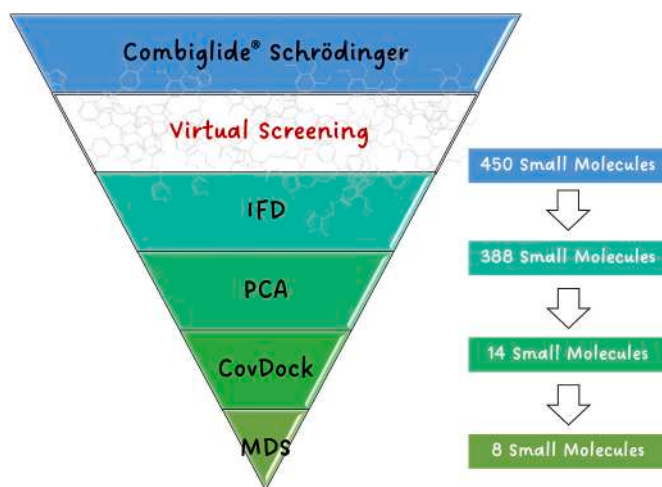 Combiglide® Schrödinger
Virtual Screening
IFD
PCA
CovDock
MDS
450 Small Molecules
388 Small Molecules
14 Small Molecules
8 Small Molecules